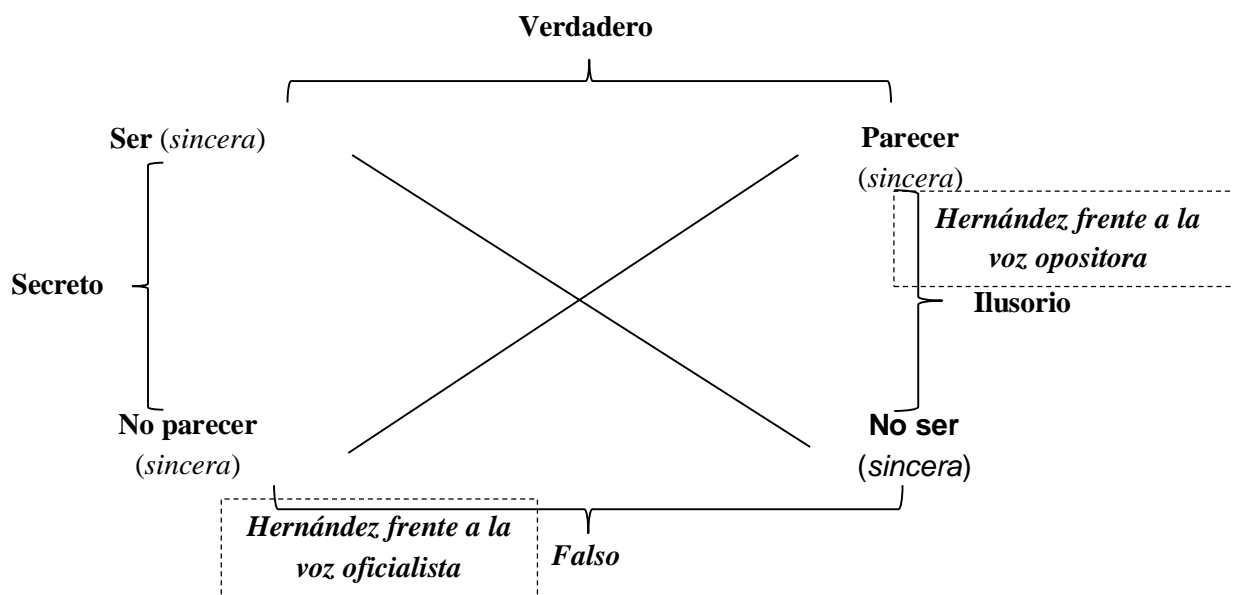 Verdadero
Ser (sincera)
Parecer
(sincera)
Hernández frente a la
voz opositora
Secreto
Ilusorio
No parecer
(sincera)
No ser
(sincera)
Hernández frente a la
voz oficialista
Falso